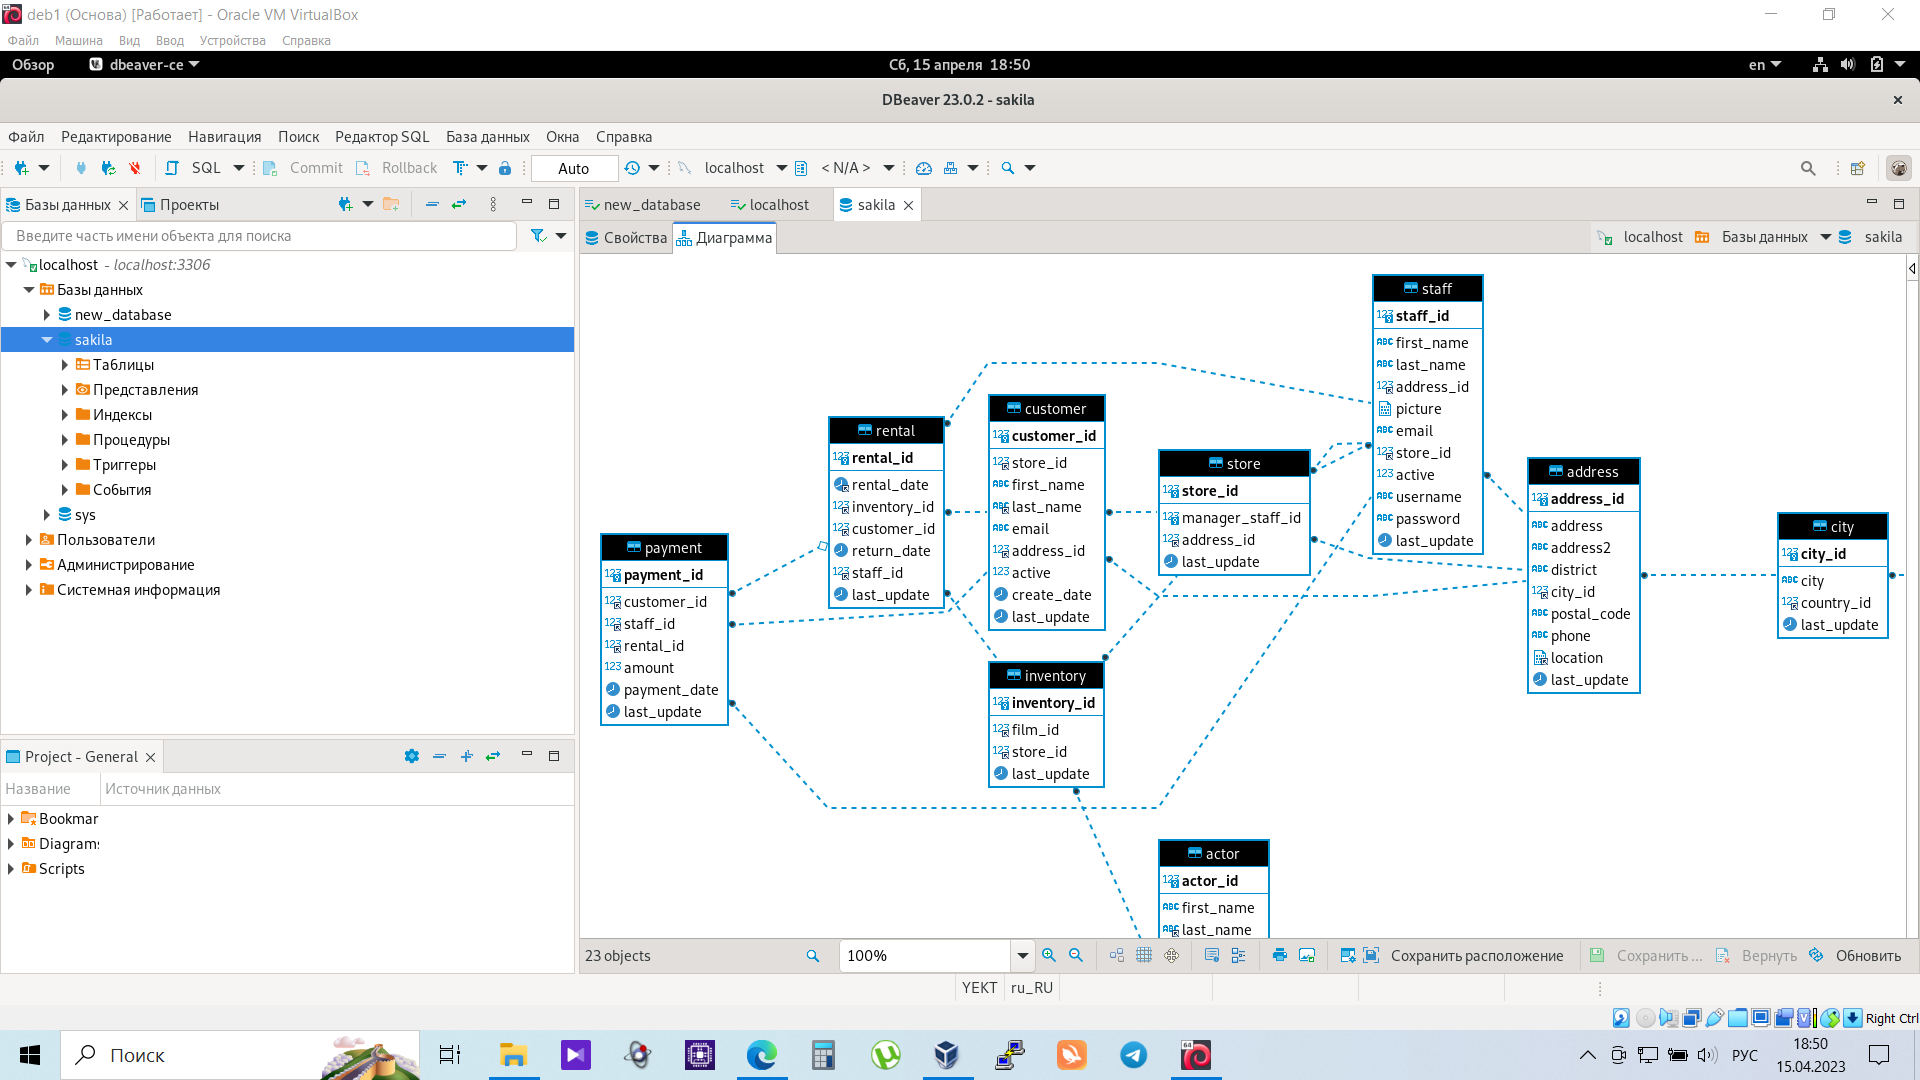 deb1 (Основа) [Работает] - Oracle VM VirtualBox
Файл Машина Вид Ввод Устройства Справка
Обзор dbeaver-ce Сб, 15 апреля 18:50 en
DBeaver 23.0.2 - sakila
Файл Редактирование Навигация Поиск Редактор SQL База данных Окна Справка
SQL Commit Rollback Auto localhost < N/A >
Базы данных Проекты
new_database localhost sakila
Введите часть имени объекта для поиска
Свойства Диаграмма localhost Базы данных sakila
localhost - localhost:3306
Базы данных
new_database
sakila
Таблицы
Представления
Индексы
Процедуры
Триггеры
События
sys
Пользователи
Администрирование
Системная информация
Project - General
Название Источник данных
Bookmar
Diagram
Scripts
payment
payment_id
customer_id
staff_id
rental_id
amount
payment_date
last_update
rental
rental_id
rental_date
inventory_id
customer_id
return_date
staff_id
last_update
customer
customer_id
store_id
first_name
last_name
email
address_id
active
create_date
last_update
inventory
inventory_id
film_id
store_id
last_update
store
store_id
manager_staff_id
address_id
last_update
actor
actor_id
first_name
last_name
staff
staff_id
first_name
last_name
address_id
picture
email
store_id
active
username
password
last_update
address
address_id
address
address2
district
city_id
postal_code
phone
location
last_update
city
city_id
city
country_id
last_update
23 objects 100% Сохранить расположение Сохранить ... Вернуть Обновить
YEKT ru_RU
Right Ctrl
Поиск
РУС
18:50
15.04.2023